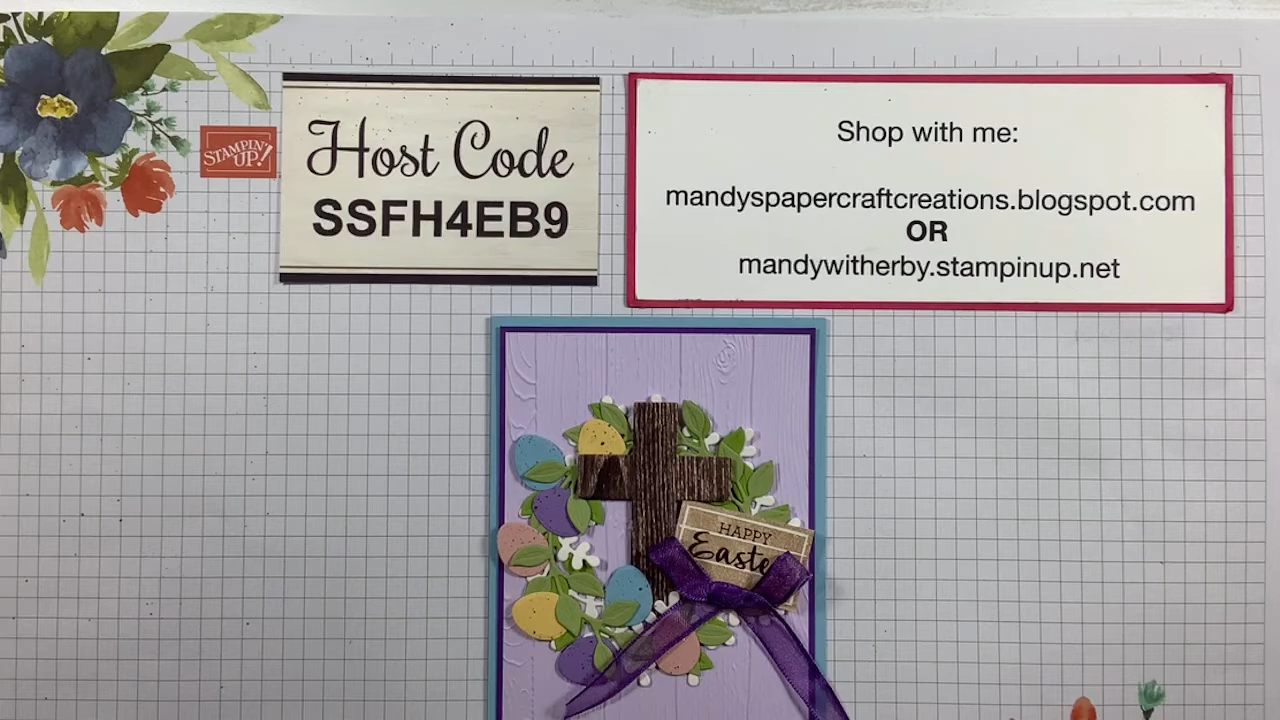 STAMPIN' UP!
Host Code
SSFH4EB9
Shop with me:
mandyspapercraftcreations.blogspot.com
OR
mandywitherby.stampinup.net
HAPPY
Easte